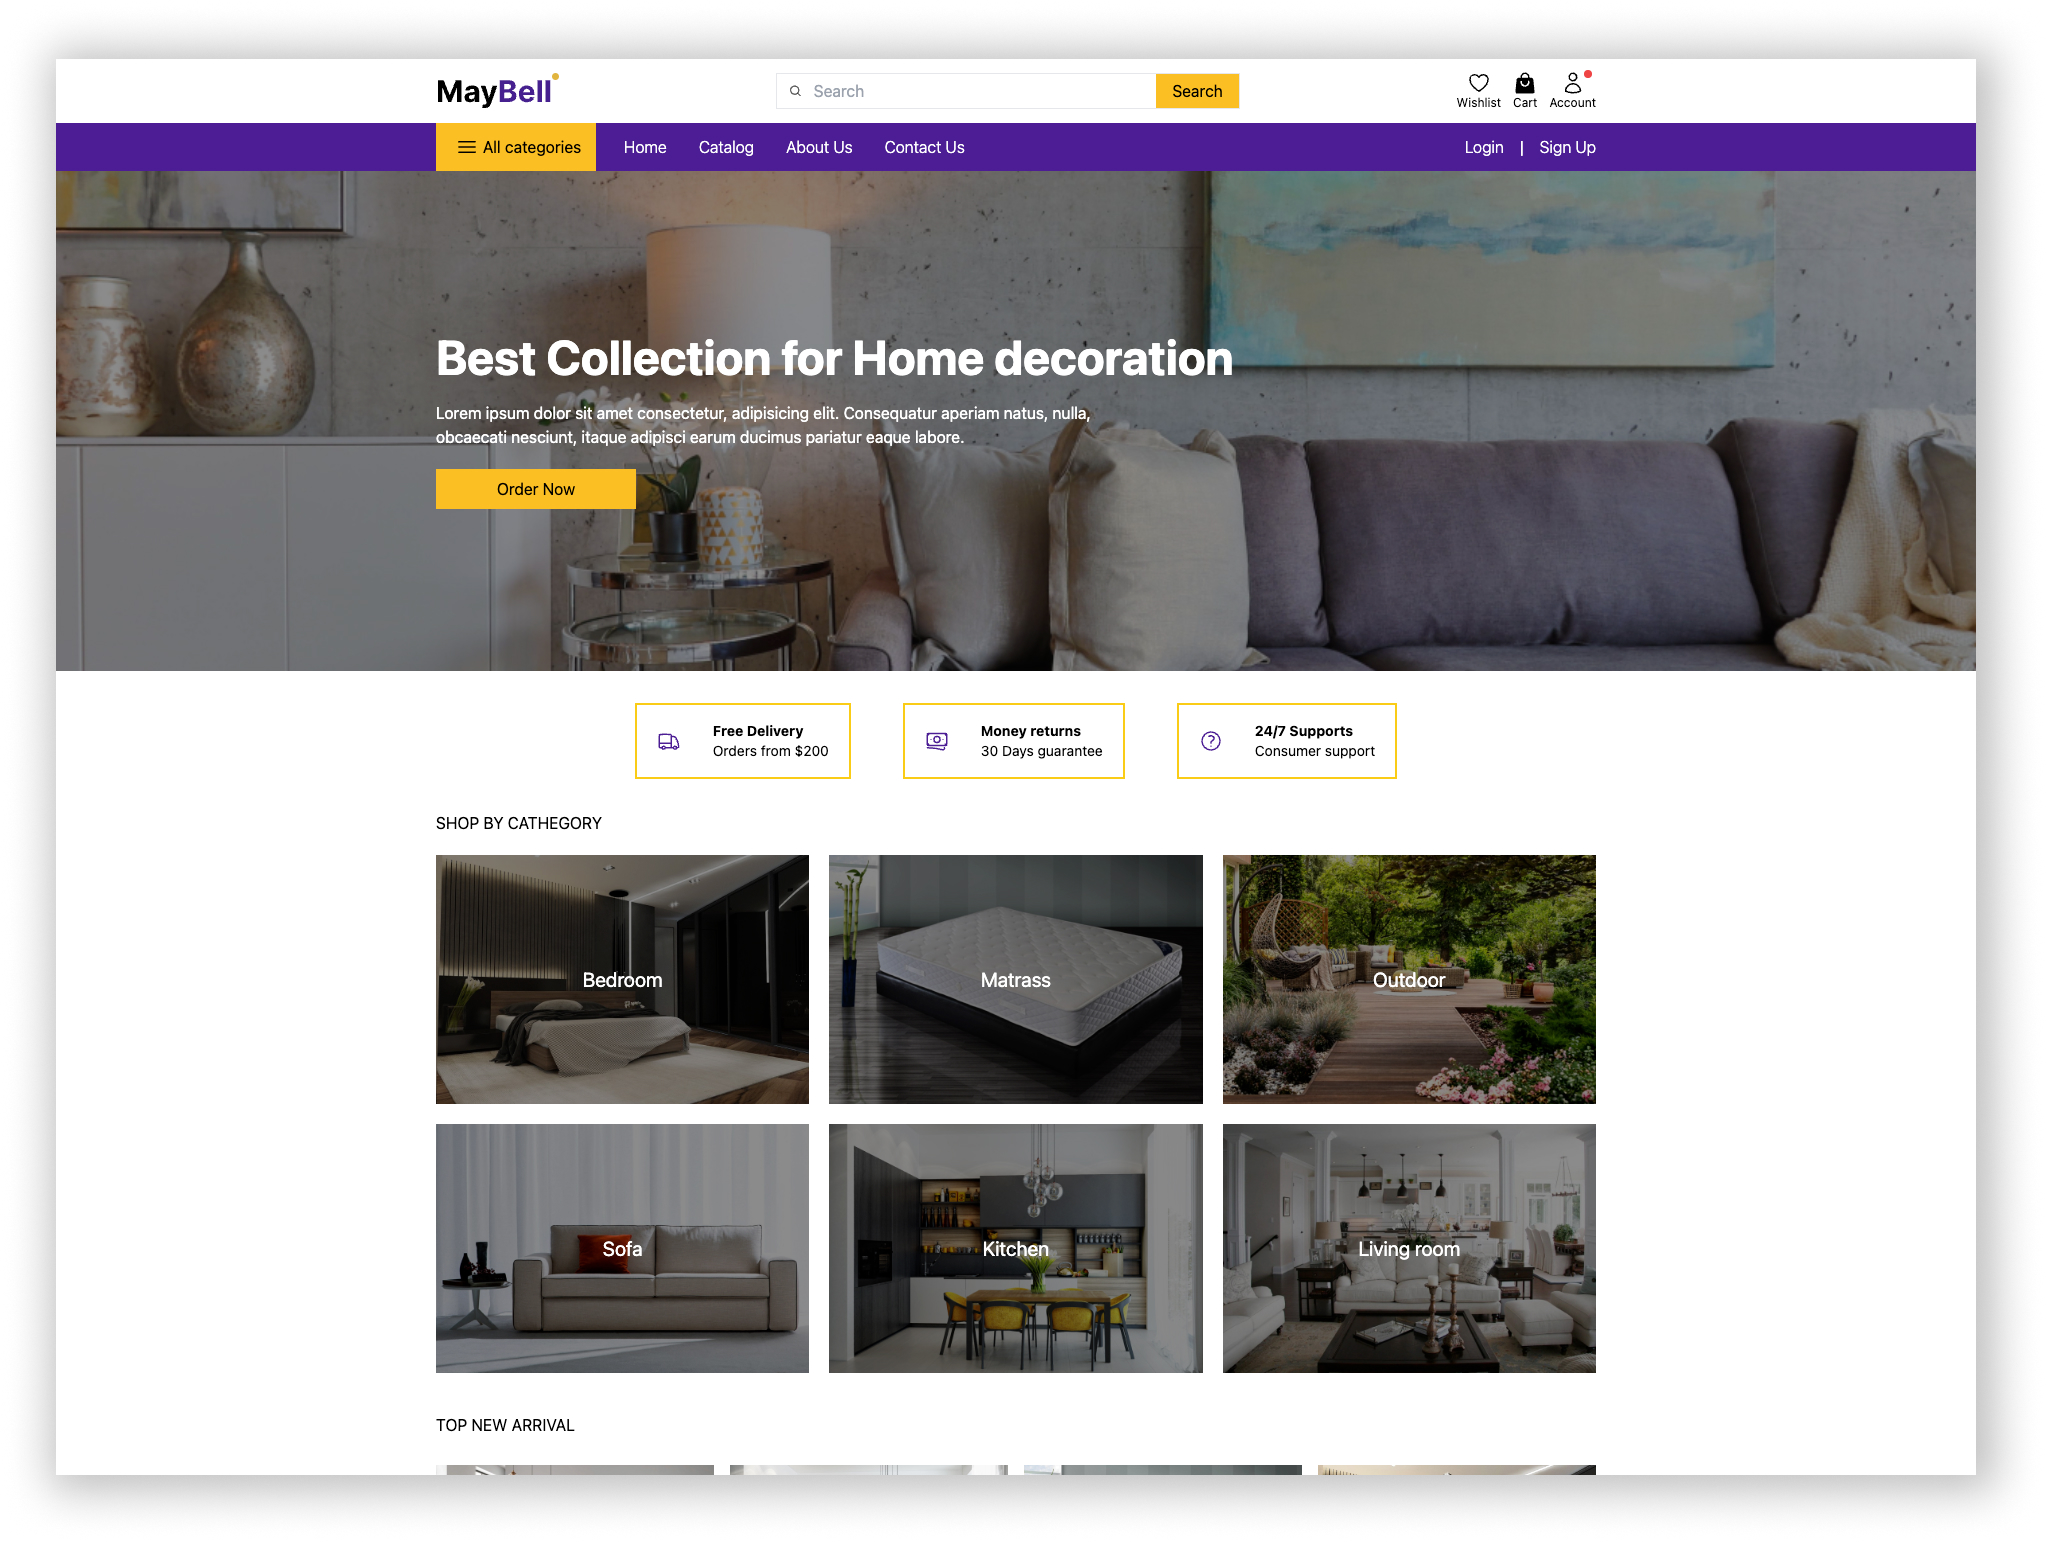 MayBell
Search
Search
Wishlist
Cart
Account
All categories
Home
Catalog
About Us
Contact Us
Login
|
Sign Up
Best Collection for Home decoration
Lorem ipsum dolor sit amet consectetur, adipisicing elit. Consequatur aperiam natus, nulla,
obcaecati nesciunt, itaque adipisci earum ducimus pariatur eaque labore.
Order Now
Free Delivery
Orders from $200
Money returns
30 Days guarantee
24/7 Supports
Consumer support
SHOP BY CATHEGORY
Bedroom
Matrass
Outdoor
Sofa
Kitchen
Living room
TOP NEW ARRIVAL